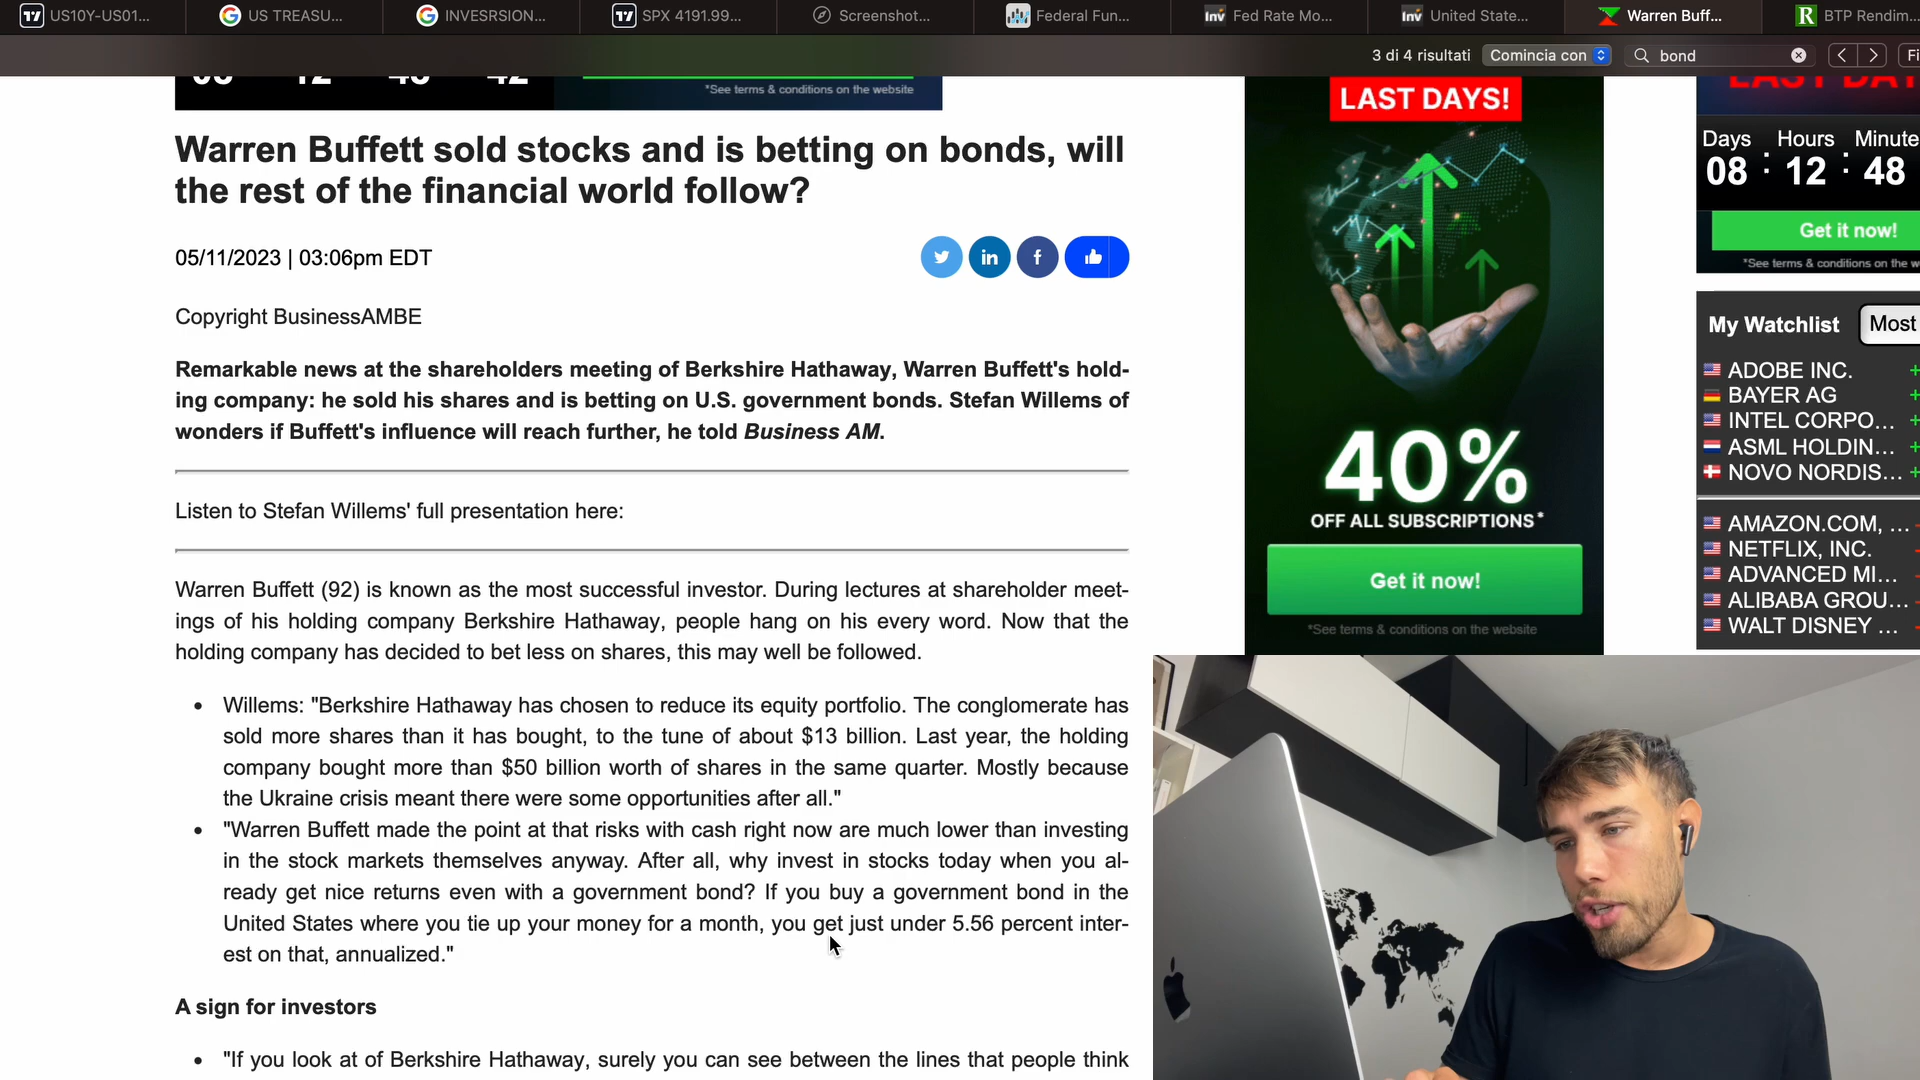 US10Y-US01...
US TREASU...
INVESRSION...
SPX 4191.99...
Screenshot...
Federal Fun...
Fed Rate Mo...
United State...
Warren Buff...
BTP Rendim...
3 di 4 risultati
Comincia con
bond
*See terms & conditions on the website
Warren Buffett sold stocks and is betting on bonds, will
the rest of the financial world follow?
05/11/2023 | 03:06pm EDT
Copyright BusinessAMBE
Remarkable news at the shareholders meeting of Berkshire Hathaway, Warren Buffett's hold-
ing company: he sold his shares and is betting on U.S. government bonds. Stefan Willems of
wonders if Buffett's influence will reach further, he told Business AM.
Listen to Stefan Willems' full presentation here:
Warren Buffett (92) is known as the most successful investor. During lectures at shareholder meet-
ings of his holding company Berkshire Hathaway, people hang on his every word. Now that the
holding company has decided to bet less on shares, this may well be followed.
• Willems: "Berkshire Hathaway has chosen to reduce its equity portfolio. The conglomerate has
sold more shares than it has bought, to the tune of about $13 billion. Last year, the holding
company bought more than $50 billion worth of shares in the same quarter. Mostly because
the Ukraine crisis meant there were some opportunities after all."
• "Warren Buffett made the point at that risks with cash right now are much lower than investing
in the stock markets themselves anyway. After all, why invest in stocks today when you al-
ready get nice returns even with a government bond? If you buy a government bond in the
United States where you tie up your money for a month, you get just under 5.56 percent inter-
est on that, annualized."
A sign for investors
• "If you look at of Berkshire Hathaway, surely you can see between the lines that people think
LAST DAYS!
40%
OFF ALL SUBSCRIPTIONS*
Get it now!
*See terms & conditions on the website
Days Hours Minute
08 : 12 : 48
Get it now!
*See terms & conditions on the w
My Watchlist
Most
ADOBE INC. +
BAYER AG +
INTEL CORPO... +
ASML HOLDIN... +
NOVO NORDIS... +
AMAZON.COM, ... -
NETFLIX, INC. -
ADVANCED MI... -
ALIBABA GROU... -
WALT DISNEY ... -